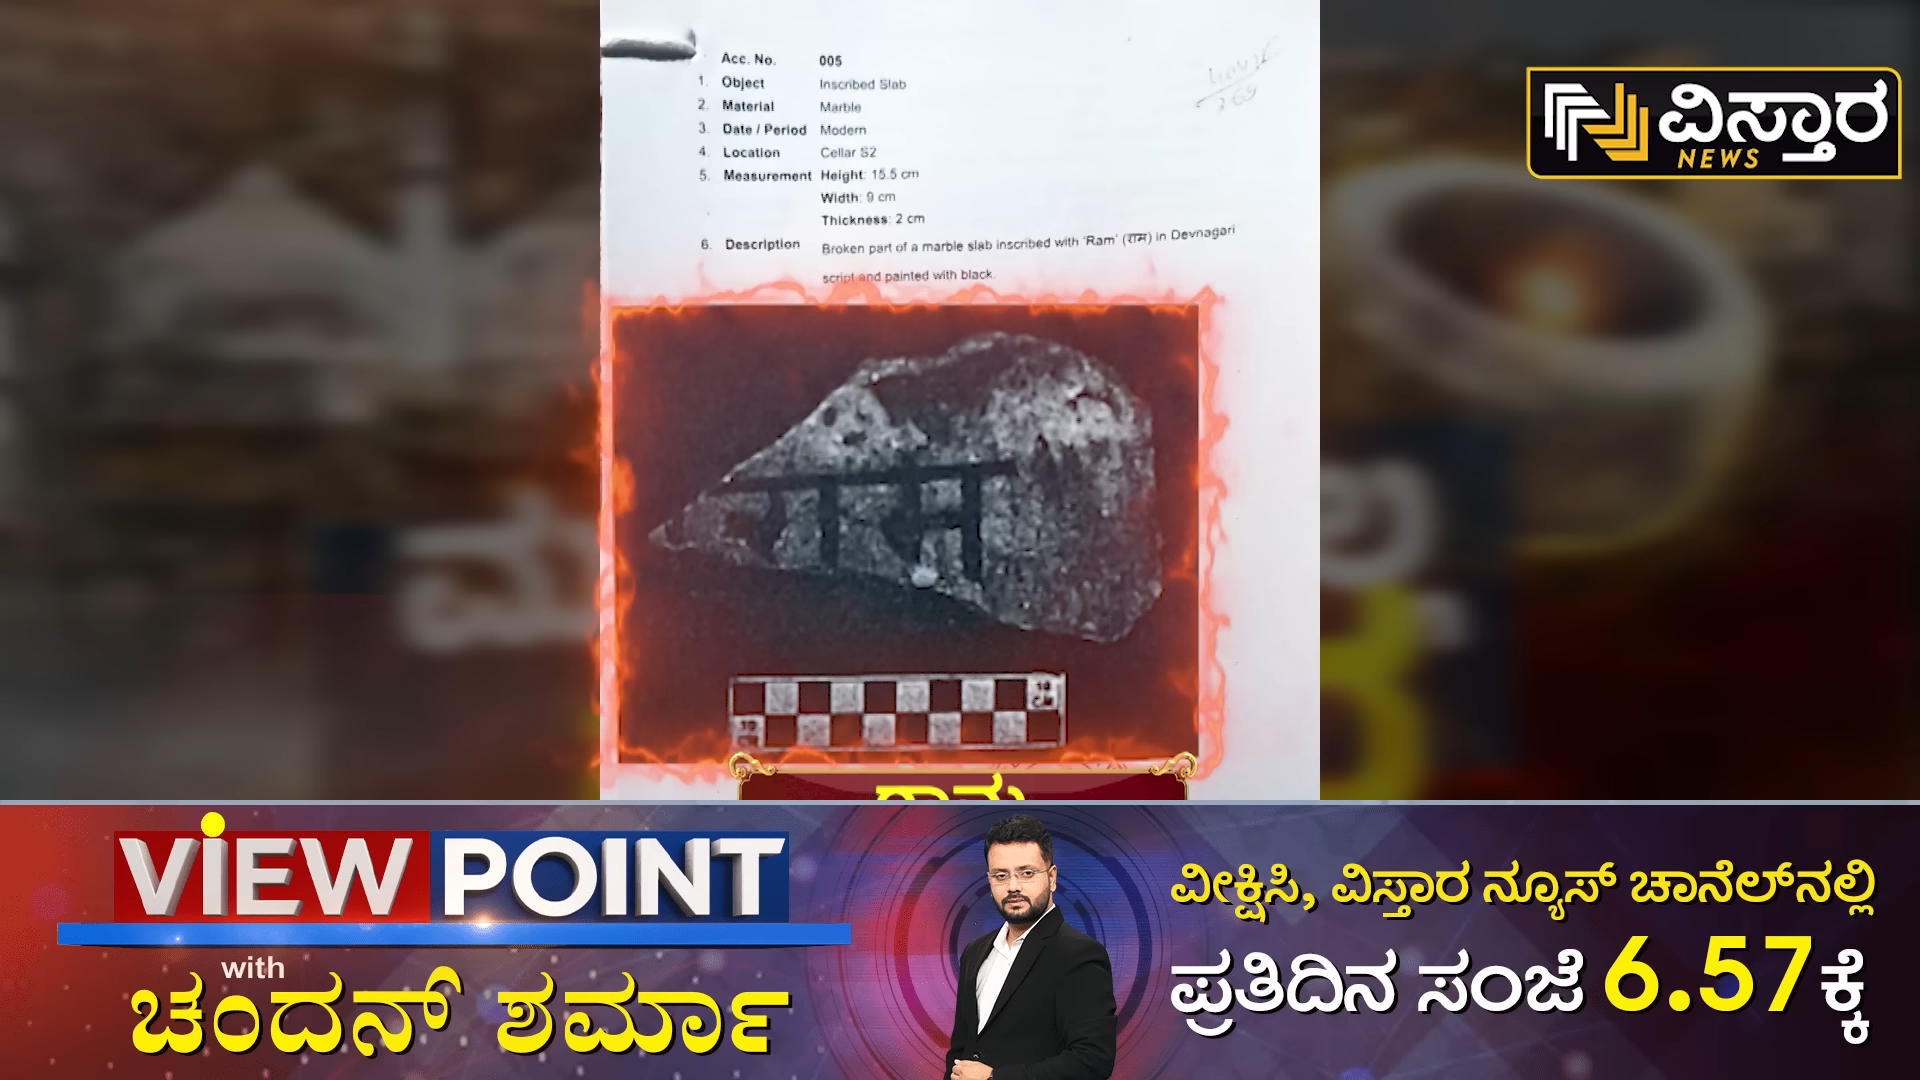 Acc. No. 005
1. Object Inscribed Slab
2. Material Marble
3. Date / Period Modern
4. Location Cellar S2
5. Measurement Height: 15.5 cm
Width: 9 cm
Thickness: 2 cm
6. Description Broken part of a marble slab inscribed with 'Ram' (राम) in Devnagari
script and painted with black.
ವಿಸ್ತಾರ
NEWS
राम
10
CM
10
VIEW POINT
with
ಚಂದನ್ ಶರ್ಮಾ
ವೀಕ್ಷಿಸಿ, ವಿಸ್ತಾರ ನ್ಯೂಸ್ ಚಾನೆಲ್‌ನಲ್ಲಿ
ಪ್ರತಿದಿನ ಸಂಜೆ 6.57ಕ್ಕೆ